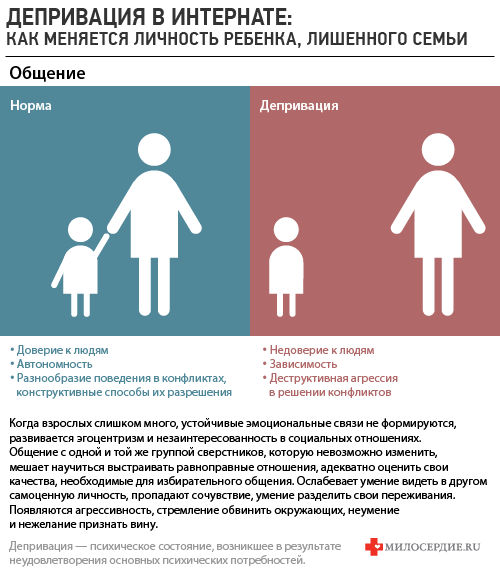 ДЕПРИВАЦИЯ В ИНТЕРНАТЕ:
КАК МЕНЯЕТСЯ ЛИЧНОСТЬ РЕБЕНКА, ЛИШЕННОГО СЕМЬИ
Общение
Норма
Депривация
• Доверие к людям
• Автономность
• Разнообразие поведения в конфликтах,
конструктивные способы их разрешения
• Недоверие к людям
• Зависимость
• Деструктивная агрессия
в решении конфликтов
Когда взрослых слишком много, устойчивые эмоциональные связи не формируются,
развивается эгоцентризм и незаинтересованность в социальных отношениях.
Общение с одной и той же группой сверстников, которую невозможно изменить,
мешает научиться выстраивать равноправные отношения, адекватно оценить свои
качества, необходимые для избирательного общения. Ослабевает умение видеть в другом
самоценную личность, пропадают сочувствие, умение разделить свои переживания.
Появляются агрессивность, стремление обвинить окружающих, неумение
и нежелание признать вину.
Депривация — психическое состояние, возникшее в результате
неудовлетворения основных психических потребностей.
МИЛОСЕРДИЕ.RU